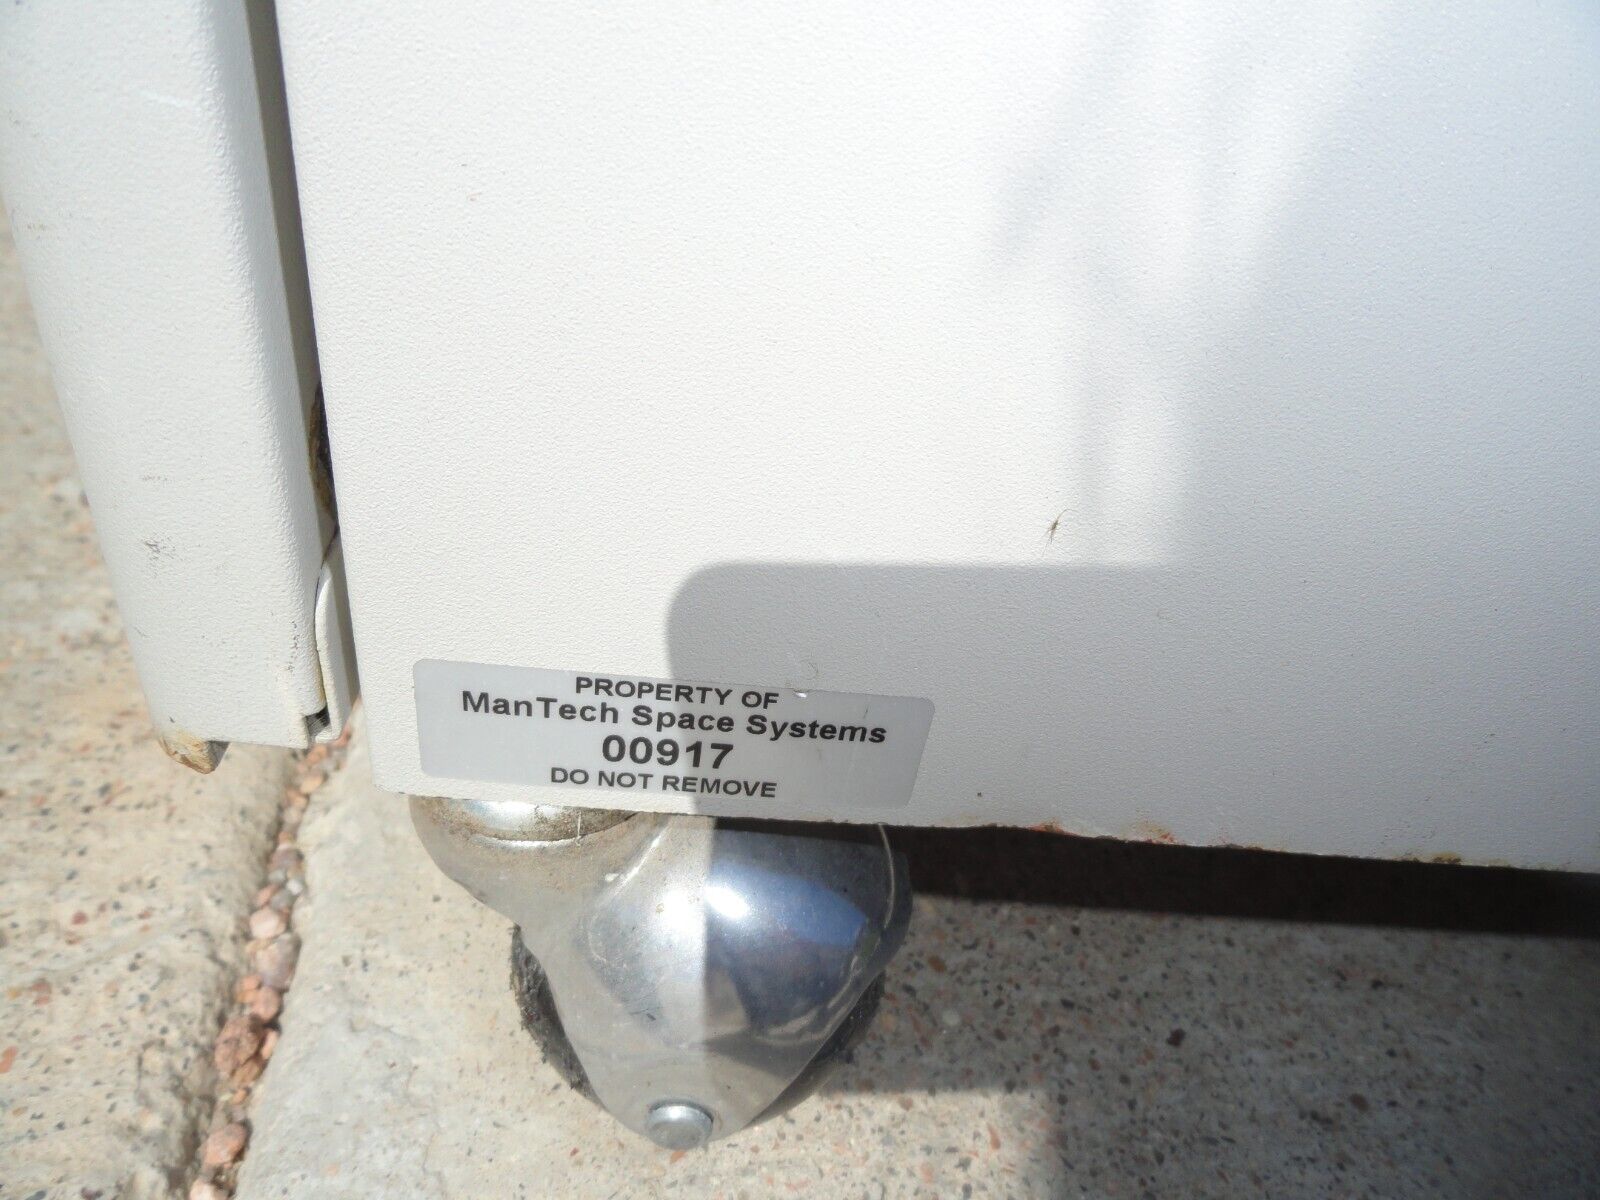 PROPERTY OF
ManTech Space Systems
00917
DO NOT REMOVE